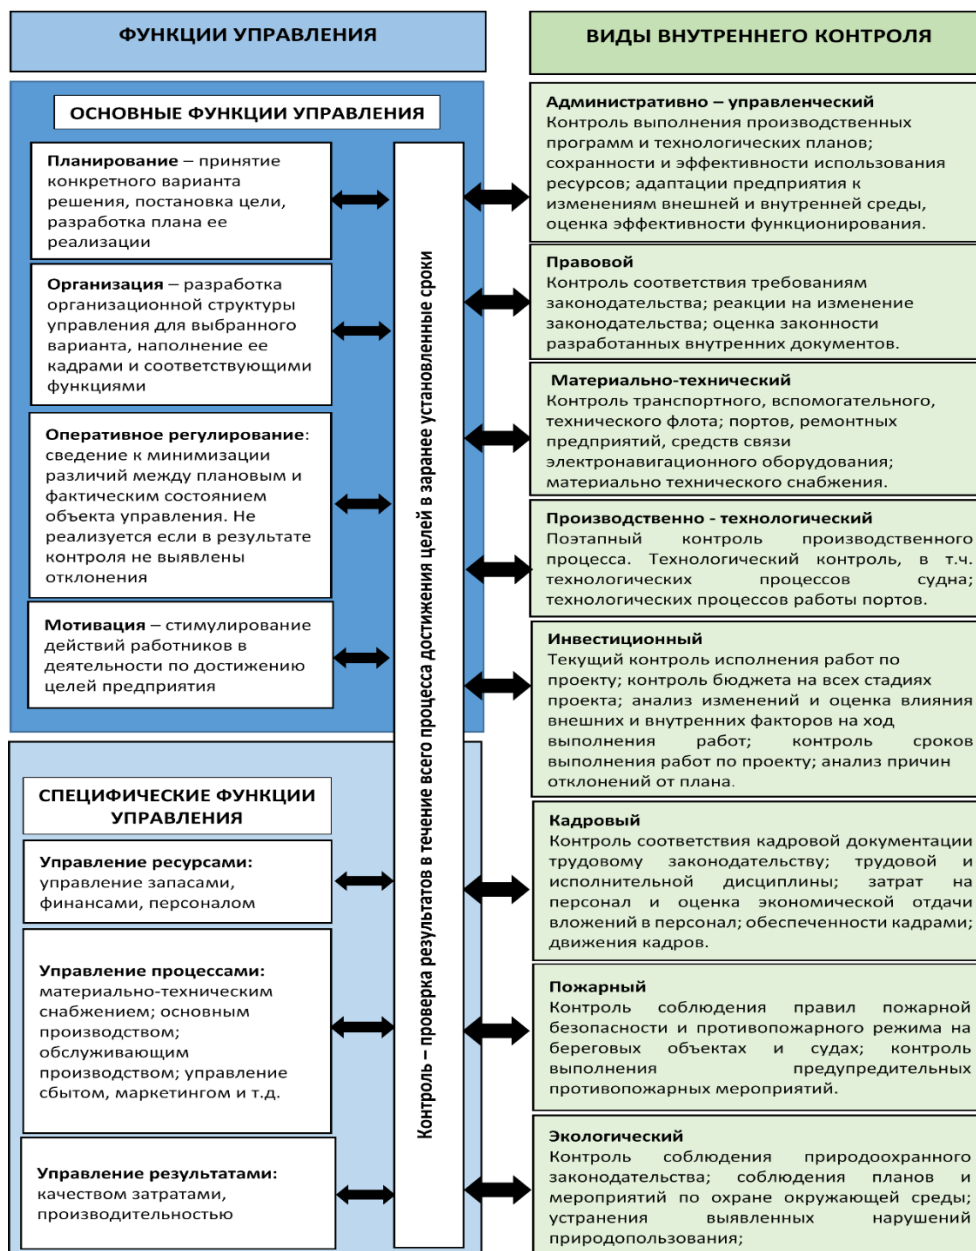 ФУНКЦИИ УПРАВЛЕНИЯ
ОСНОВНЫЕ ФУНКЦИИ УПРАВЛЕНИЯ
Планирование – принятие
конкретного варианта
решения, постановка цели,
разработка плана ее
реализации
Организация – разработка
организационной структуры
управления для выбранного
варианта, наполнение ее
кадрами и соответствующими
функциями
Оперативное регулирование:
сведение к минимизации
различий между плановым и
фактическим состоянием
объекта управления. Не
реализуется если в результате
контроля не выявлены
отклонения
Мотивация – стимулирование
действий работников в
деятельности по достижению
целей предприятия
СПЕЦИФИЧЕСКИЕ ФУНКЦИИ
УПРАВЛЕНИЯ
Управление ресурсами:
управление запасами,
финансами, персоналом
Управление процессами:
материально-техническим
снабжением; основным
производством;
обслуживающим
производством; управление
сбытом, маркетингом и т.д.
Управление результатами:
качеством затратами,
производительностью
Контроль – проверка результатов в течение всего процесса достижения целей в заранее установленные сроки
ВИДЫ ВНУТРЕННЕГО КОНТРОЛЯ
Административно – управленческий
Контроль выполнения производственных
программ и технологических планов;
сохранности и эффективности использования
ресурсов; адаптации предприятия к
изменениям внешней и внутренней среды,
оценка эффективности функционирования.
Правовой
Контроль соответствия требованиям
законодательства; реакции на изменение
законодательства; оценка законности
разработанных внутренних документов.
Материально-технический
Контроль транспортного, вспомогательного,
технического флота; портов, ремонтных
предприятий, средств связи
электронавигационного оборудования;
материально технического снабжения.
Производственно - технологический
Поэтапный контроль производственного
процесса. Технологический контроль, в т.ч.
технологических процессов судна;
технологических процессов работы портов.
Инвестиционный
Текущий контроль исполнения работ по
проекту; контроль бюджета на всех стадиях
проекта; анализ изменений и оценка влияния
внешних и внутренних факторов на ход
выполнения работ; контроль сроков
выполнения работ по проекту; анализ причин
отклонений от плана.
Кадровый
Контроль соответствия кадровой документации
трудовому законодательству; трудовой и
исполнительной дисциплины; затрат на
персонал и оценка экономической отдачи
вложений в персонал; обеспеченности кадрами;
движения кадров.
Пожарный
Контроль соблюдения правил пожарной
безопасности и противопожарного режима на
береговых объектах и судах; контроль
выполнения предупредительных
противопожарных мероприятий.
Экологический
Контроль соблюдения природоохранного
законодательства; соблюдения планов и
мероприятий по охране окружающей среды;
устранения выявленных нарушений
природопользования;